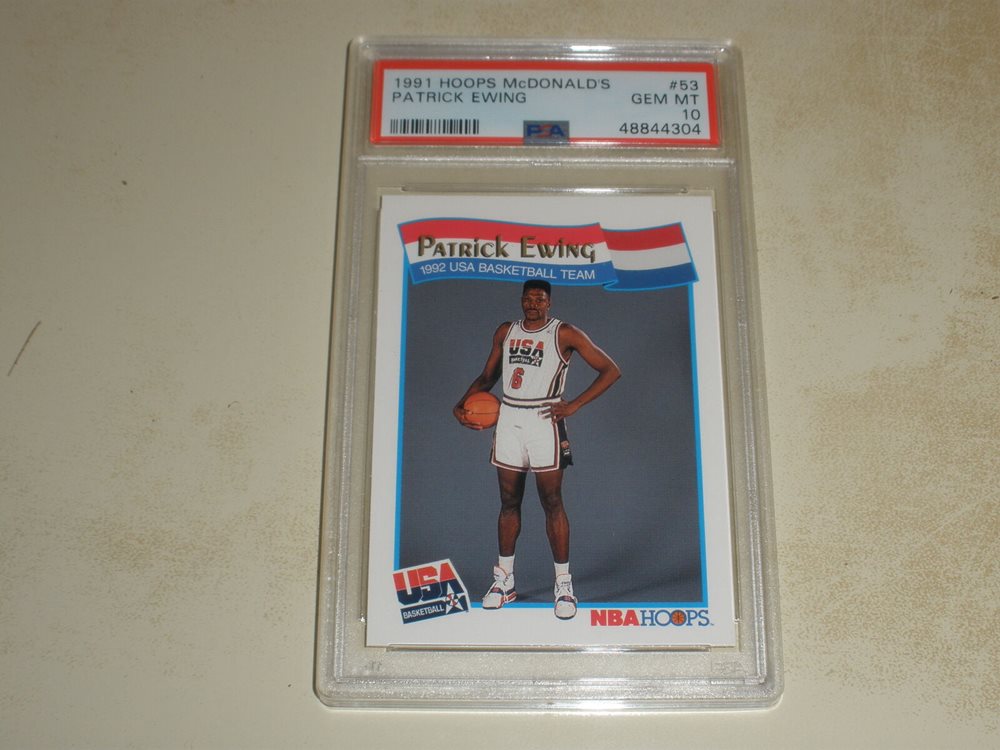 1991 HOOPS McDONALD'S #53
PATRICK EWING GEM MT
10
PSA 48844304
PATRICK EWING
1992 USA BASKETBALL TEAM
USA
BASKETBALL
6
USA
BASKETBALL
NBA HOOPS